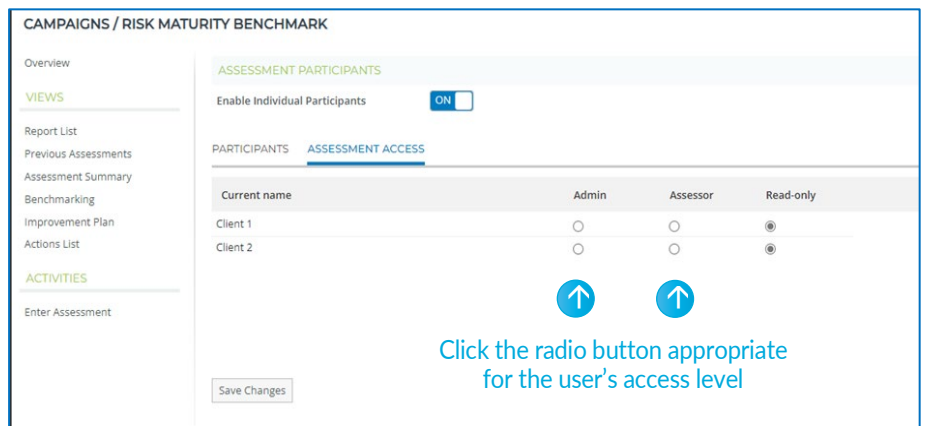 CAMPAIGNS / RISK MATURITY BENCHMARK
Overview
VIEWS
Report List
Previous Assessments
Assessment Summary
Benchmarking
Improvement Plan
Actions List
ACTIVITIES
Enter Assessment
ASSESSMENT PARTICIPANTS
Enable Individual Participants ON
PARTICIPANTS ASSESSMENT ACCESS
Current name Admin Assessor Read-only
Client 1
Client 2
Click the radio button appropriate
for the user’s access level
Save Changes